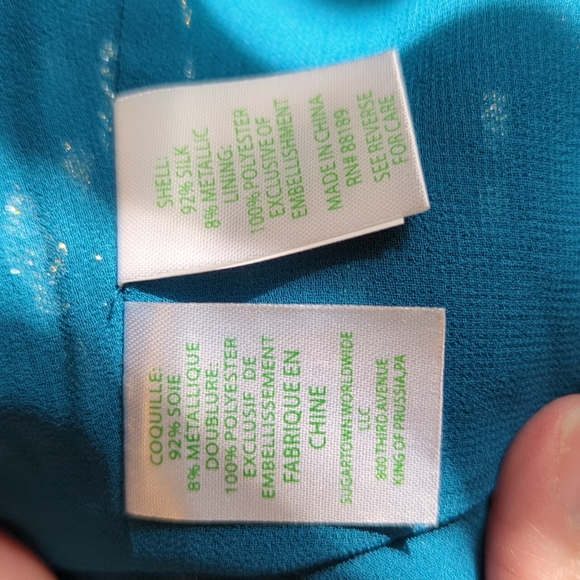 SHELL:
92% SILK
8% METALLIC
LINING:
100% POLYESTER
EXCLUSIVE OF
EMBELLISHMENT
MADE IN CHINA
RN# 88189
SEE REVERSE
FOR CARE
COQUILLE:
92% SOIE
8% MÉTALLIQUE
DOUBLURE:
100% POLYESTER
EXCLUSIF DE
EMBELLISSEMENT
FABRIQUE EN
CHINE
SUGARTOWN WORLDWIDE
LLC
800 THIRD AVENUE
KING OF PRUSSIA,PA